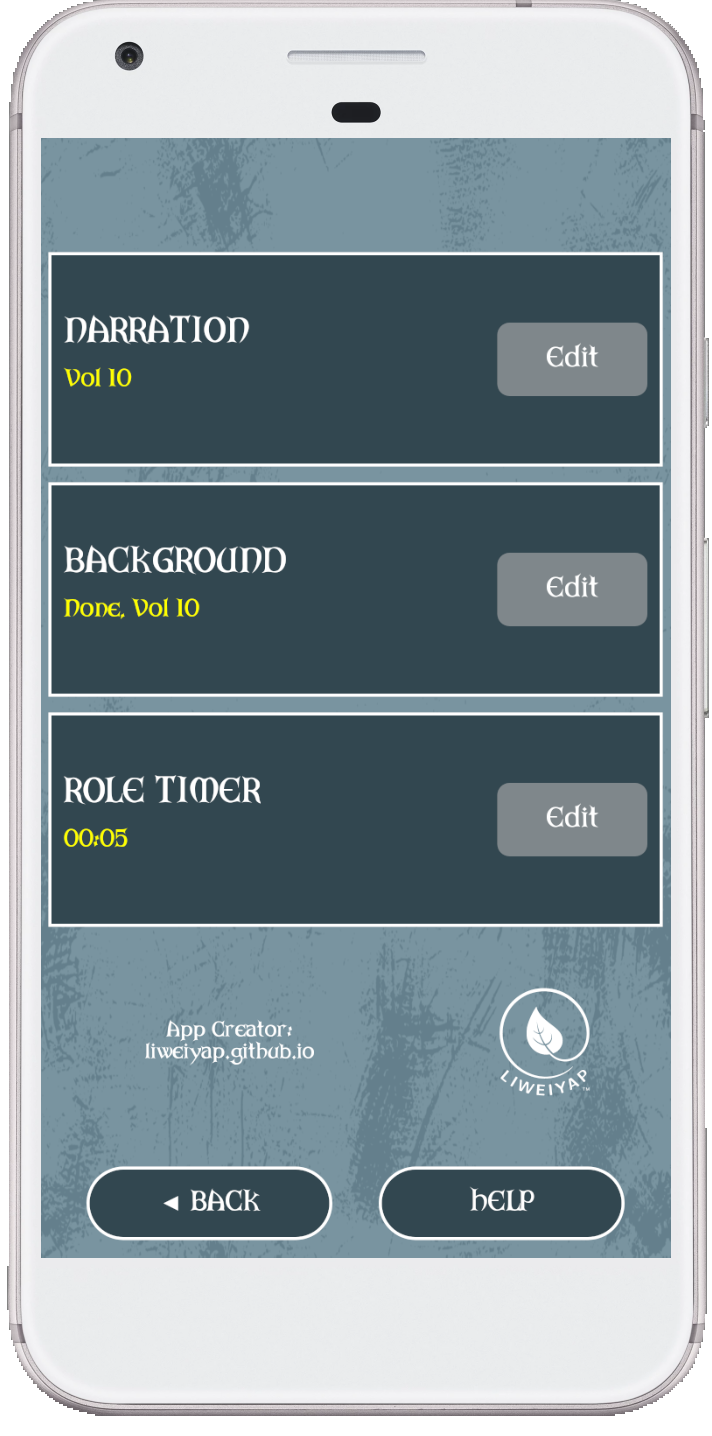 NARRATION
Vol 10
Edit
BACKGROUND
None, Vol 10
Edit
ROLE TIMER
00:05
Edit
App Creator:
liweiyap.github.io
LIWEIYAP™
◄ BACK
HELP